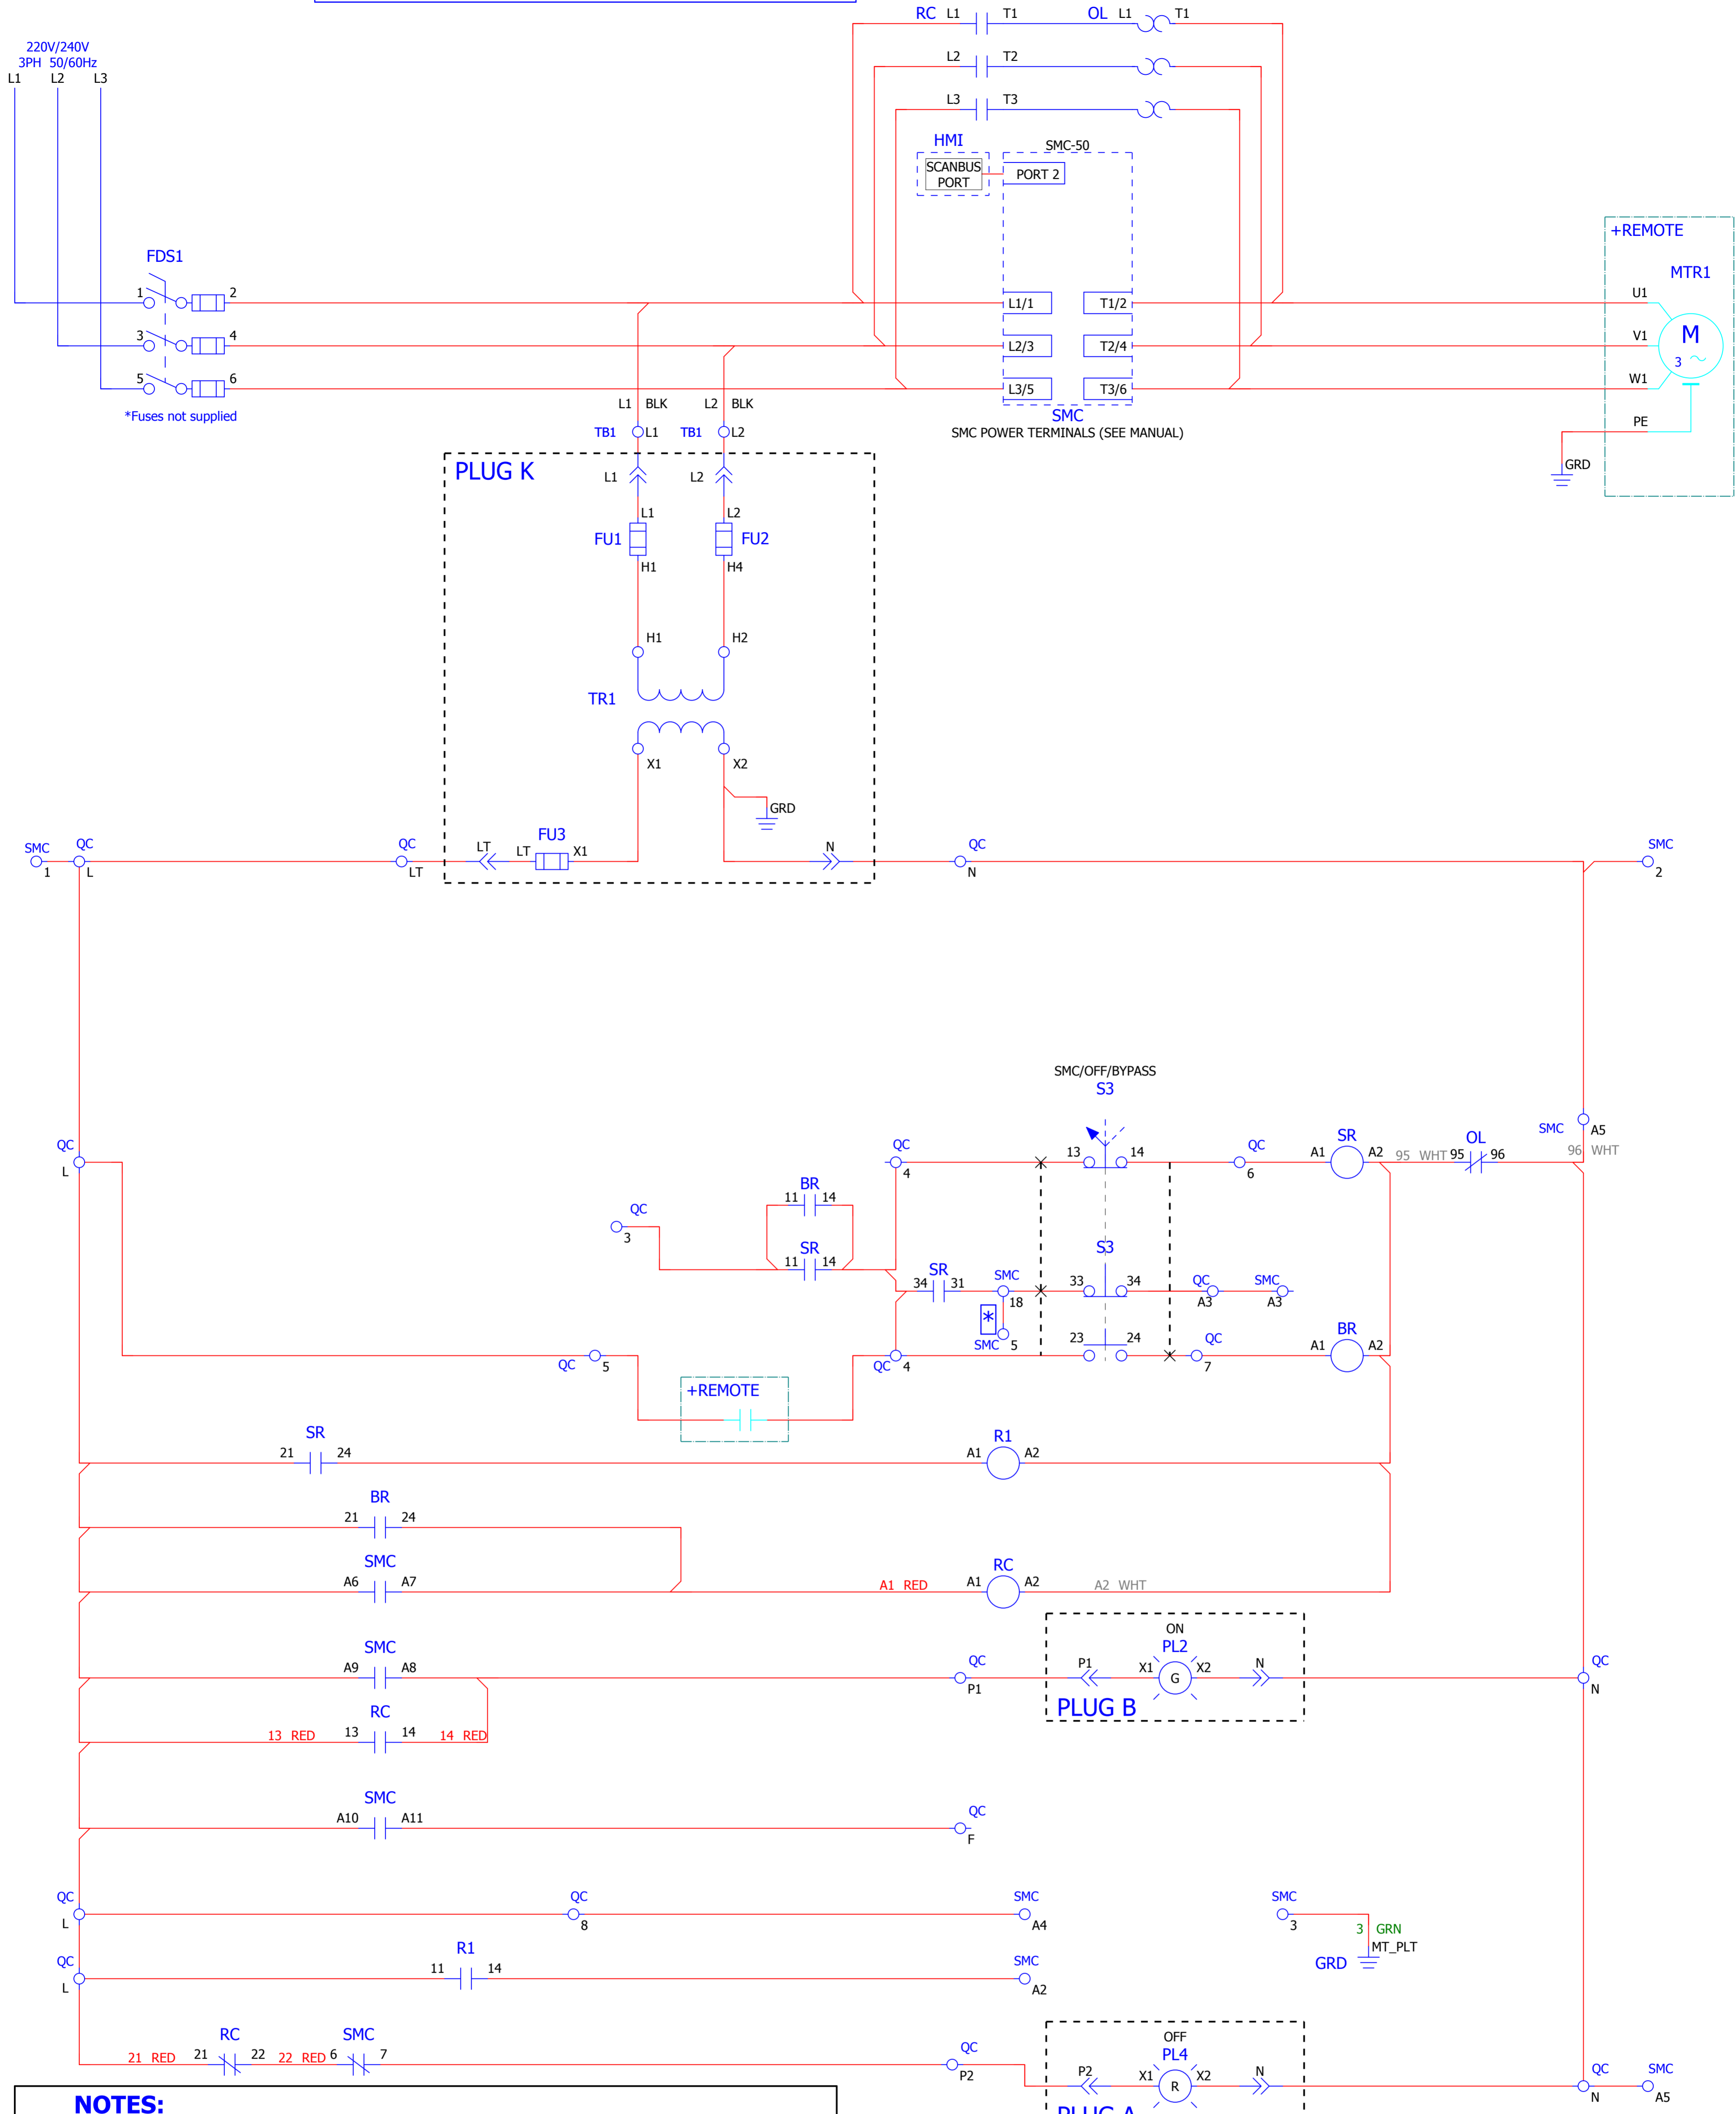 RC L1 T1 OL L1 T1
220V/240V
3PH 50/60Hz
L1 L2 L3
L2 T2
L3 T3
HMI
SMC-50
SCANBUS
PORT
PORT 2
+REMOTE
FDS1
MTR1
1 2
L1/1 T1/2
U1
3 4
L2/3 T2/4
V1
M
3
5 6
L3/5 T3/6
W1
*Fuses not supplied
L1 BLK L2 BLK
SMC
PE
TB1 L1 TB1 L2
SMC POWER TERMINALS (SEE MANUAL)
PLUG K
L1 L2
GRD
L1 L2
FU1 FU2
H1 H4
H1 H2
TR1
X1 X2
GRD
SMC QC QC FU3 QC SMC
LT LT X1 N
1 L LT N 2
SMC/OFF/BYPASS
S3
SMC A5
QC QC 13 14 QC SR OL
A1 A2 95 WHT 95 96 96 WHT
L 4 6
BR
11 14
QC
3
SR S3
11 14
SR SMC
34 31 33 34 QC SMC
18 A3 A3
*
SMC 5 23 24 QC BR
A1 A2
QC 5 QC 4 7
+REMOTE
SR R1
21 24 A1 A2
BR
21 24
SMC RC
A6 A7 A1 RED A1 A2 A2 WHT
ON
SMC PL2
A9 A8 QC P1 X1 G X2 N QC
P1 N
RC PLUG B
13 RED 13 14 14 RED
SMC
A10 A11 QC
F
QC QC SMC SMC
L 8 A4 3
3 GRN
MT_PLT
GRD
QC R1 SMC
11 14
L A2
OFF
RC SMC PL4
21 RED 21 22 22 RED 6 7 QC
P2 P2 X1 R X2 N QC SMC
N A5
NOTES:
PLUG A